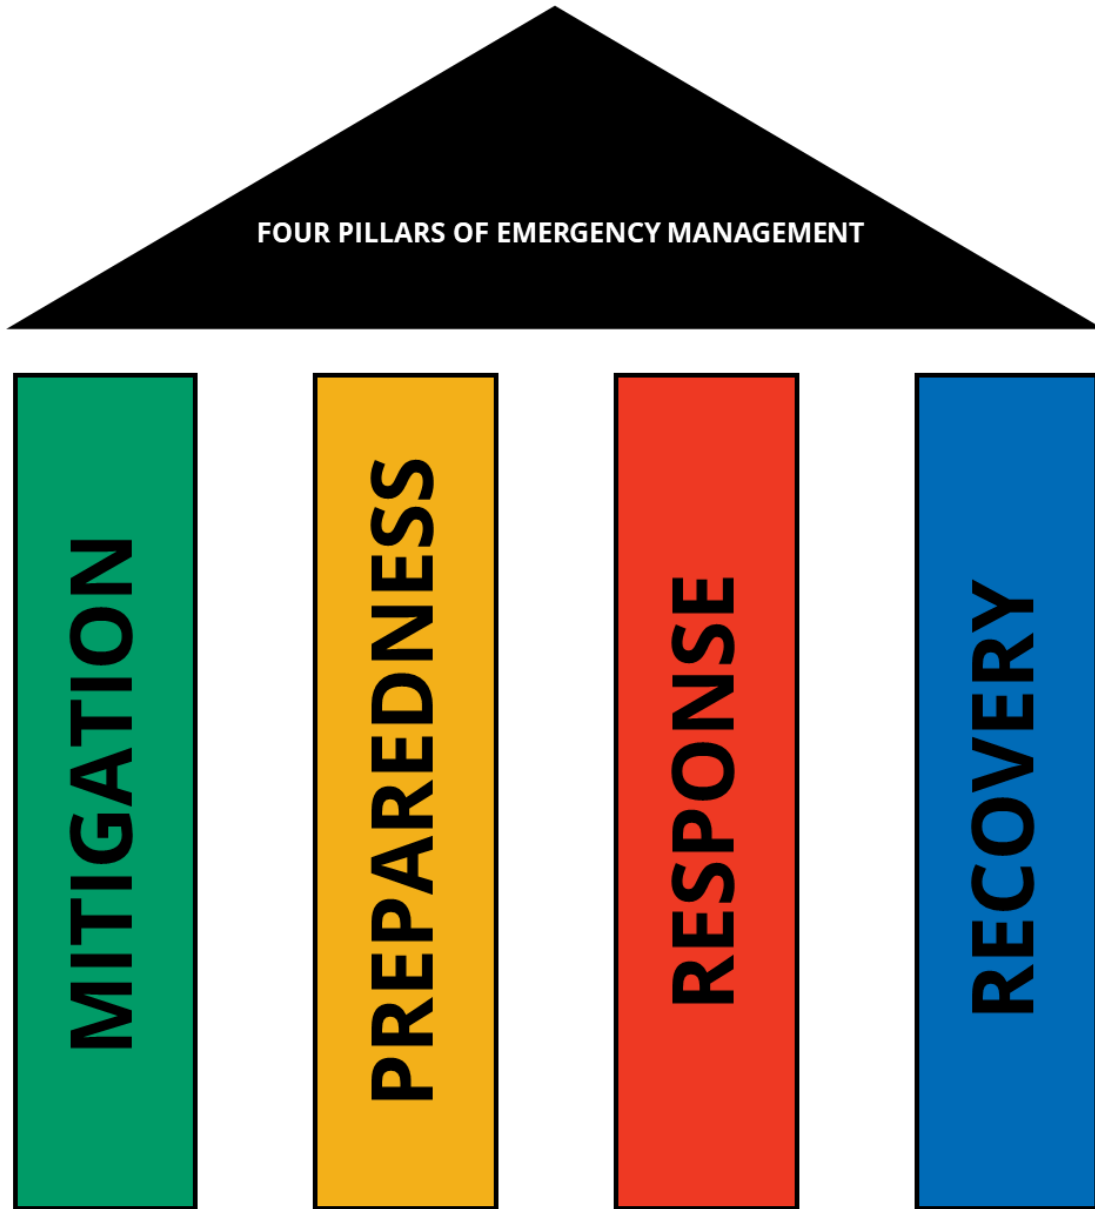 FOUR PILLARS OF EMERGENCY MANAGEMENT
MITIGATION
PREPAREDNESS
RESPONSE
RECOVERY